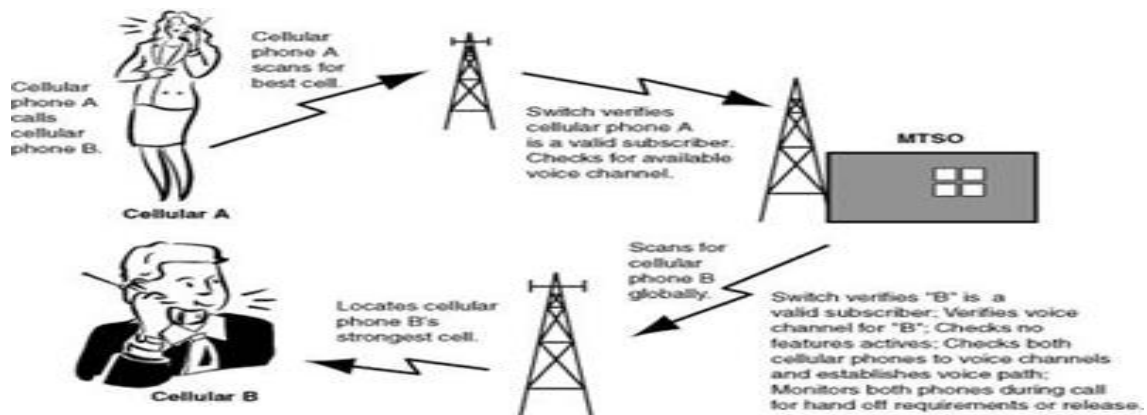 Cellular
phone A
calls
cellular
phone B.
Cellular
phone A
scans for
best cell.
Cellular A
Switch verifies
cellular phone A
is a valid subscriber.
Checks for available
voice channel.
MTSO
Scans for
cellular
phone B
globally.
Switch verifies "B" is a
valid subscriber; Verifies voice
channel for "B"; Checks no
features actives; Checks both
cellular phones to voice channels
and establishes voice path;
Monitors both phones during call
for hand off requirements or release.
Locates cellular
phone B's
strongest cell.
Cellular B